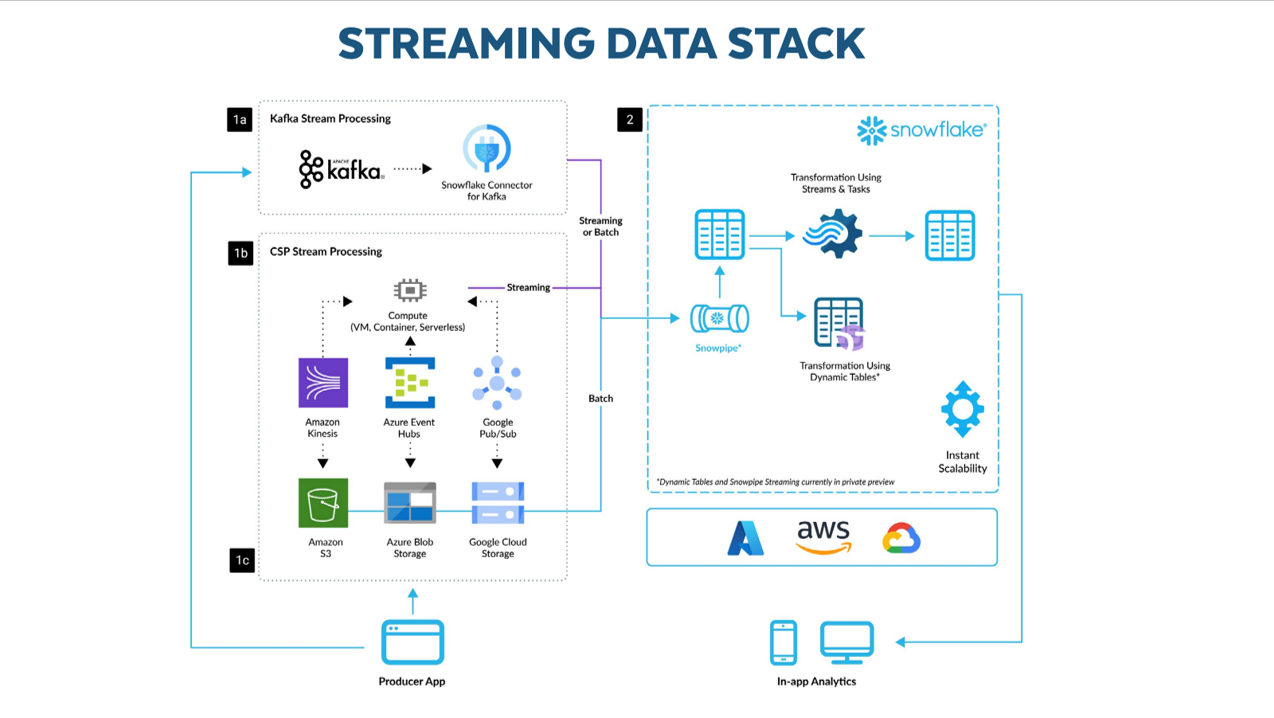 STREAMING DATA STACK
1a
Kafka Stream Processing
APACHE
kafka®
Snowflake Connector
for Kafka
Streaming
or Batch
1b
CSP Stream Processing
Compute
(VM, Container, Serverless)
Streaming
Amazon
Kinesis
Azure Event
Hubs
Google
Pub/Sub
Batch
Amazon
S3
Azure Blob
Storage
Google Cloud
Storage
1c
Producer App
2
snowflake®
Transformation Using
Streams & Tasks
Snowpipe*
Transformation Using
Dynamic Tables*
Instant
Scalability
*Dynamic Tables and Snowpipe Streaming currently in private preview
aws
In-app Analytics